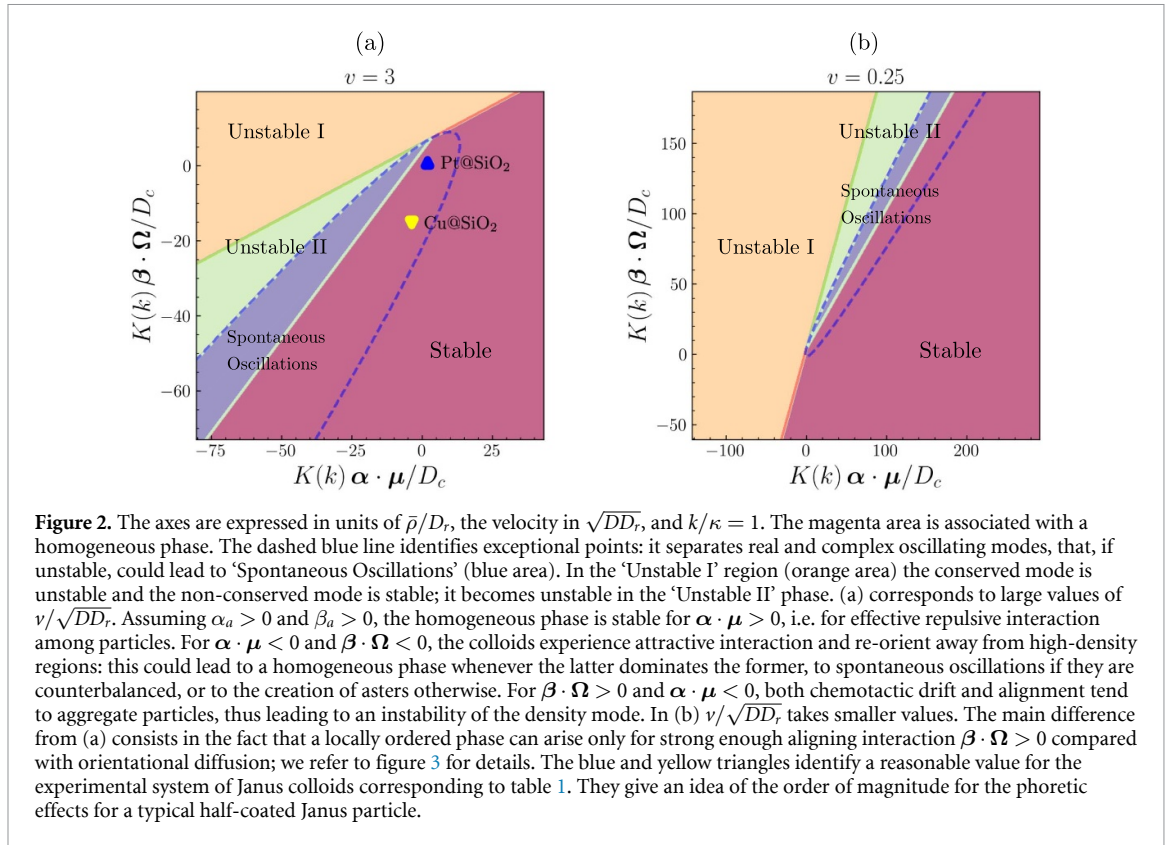 (a)
v = 3
Unstable I
Pt@SiO₂
Cu@SiO₂
Unstable II
Spontaneous
Oscillations
Stable
0
−20
−40
−60
−75
−50
−25
0
25
K(k) β · Ω/D_c
K(k) α · μ/D_c
(b)
v = 0.25
Unstable II
Spontaneous
Oscillations
Unstable I
Stable
150
100
50
0
−50
−100
0
100
200
K(k) β · Ω/D_c
K(k) α · μ/D_c
Figure 2. The axes are expressed in units of ρ̄/D_r, the velocity in √DD_r, and k/κ = 1. The magenta area is associated with a
homogeneous phase. The dashed blue line identifies exceptional points: it separates real and complex oscillating modes, that, if
unstable, could lead to ‘Spontaneous Oscillations’ (blue area). In the ‘Unstable I’ region (orange area) the conserved mode is
unstable and the non-conserved mode is stable; it becomes unstable in the ‘Unstable II’ phase. (a) corresponds to large values of
v/√DD_r. Assuming α_a > 0 and β_a > 0, the homogeneous phase is stable for α · μ > 0, i.e. for effective repulsive interaction
among particles. For α · μ < 0 and β · Ω < 0, the colloids experience attractive interaction and re-orient away from high-density
regions: this could lead to a homogeneous phase whenever the latter dominates the former, to spontaneous oscillations if they are
counterbalanced, or to the creation of asters otherwise. For β · Ω > 0 and α · μ < 0, both chemotactic drift and alignment tend
to aggregate particles, thus leading to an instability of the density mode. In (b) v/√DD_r takes smaller values. The main difference
from (a) consists in the fact that a locally ordered phase can arise only for strong enough aligning interaction β · Ω > 0 compared
with orientational diffusion; we refer to figure 3 for details. The blue and yellow triangles identify a reasonable value for the
experimental system of Janus colloids corresponding to table 1. They give an idea of the order of magnitude for the phoretic
effects for a typical half-coated Janus particle.